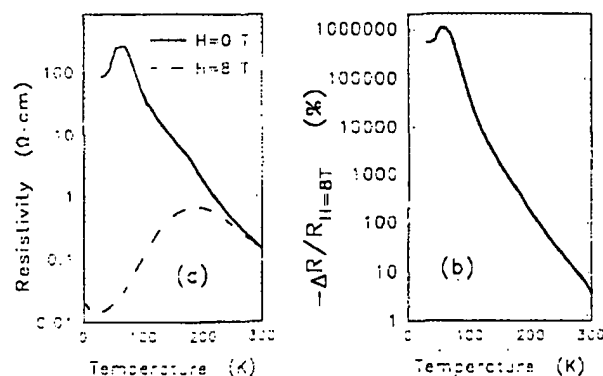 Resistivity (Ω·cm)
100
10
1
0.1
0.01
H=0 T
H=8 T
(c)
0
100
200
300
Temperature (K)
-ΔR/R H=8T (%)
1000000
100000
10000
1000
100
10
1
(b)
0
100
200
300
Temperature (K)